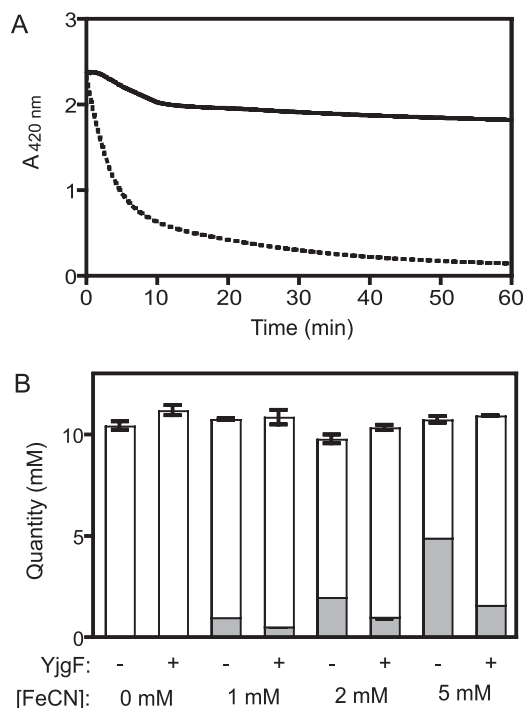 A
3
2
1
0
A 420 nm
0 10 20 30 40 50 60
Time (min)
B
10
5
0
Quantity (mM)
YjgF: - + - + - + - +
[FeCN]: 0 mM 1 mM 2 mM 5 mM